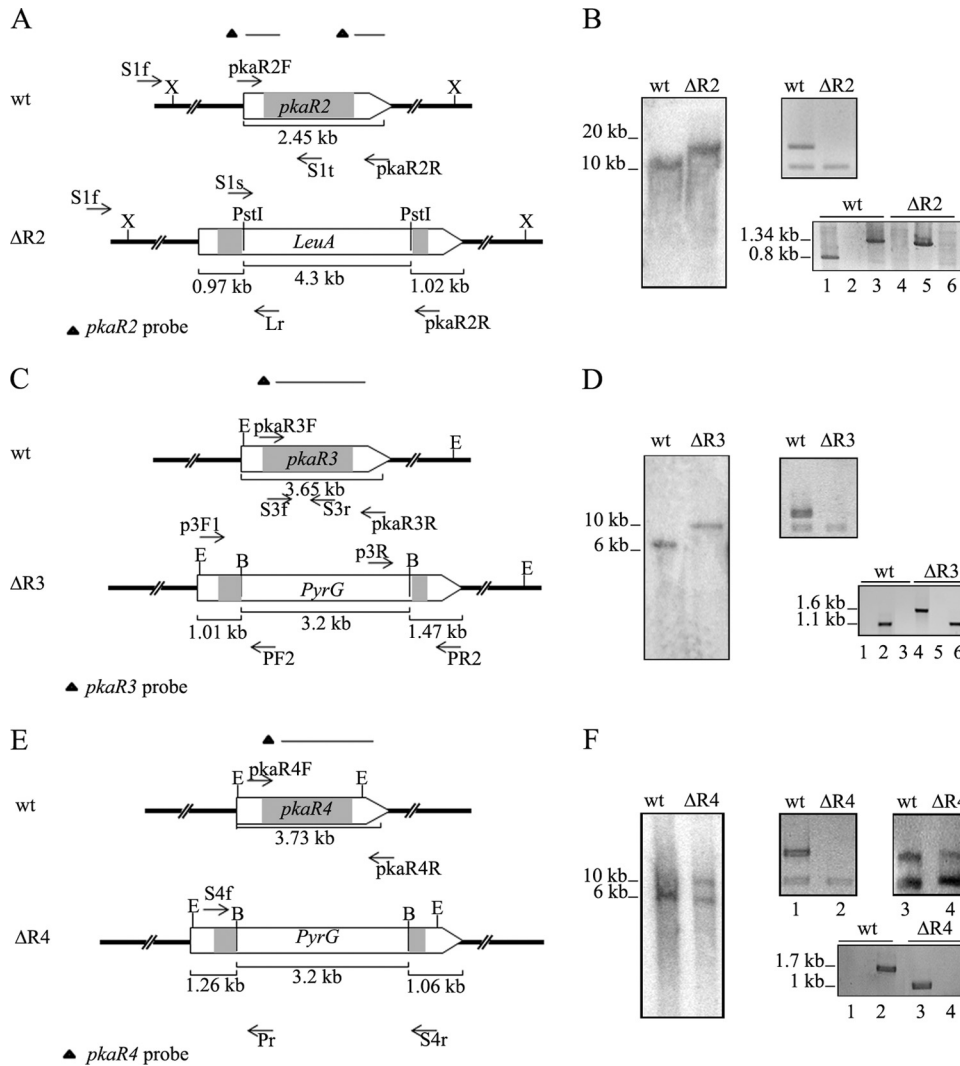 A
S1f
X
pkaR2F
X
wt
pkaR2
2.45 kb
S1t
pkaR2R
S1f
X
S1s
PstI
PstI
X
ΔR2
LeuA
0.97 kb
4.3 kb
1.02 kb
Lr
pkaR2R
▲ pkaR2 probe
B
wt ΔR2
20 kb
10 kb
wt ΔR2
wt ΔR2
1.34 kb
0.8 kb
1 2 3 4 5 6
C
E
pkaR3F
E
wt
pkaR3
3.65 kb
S3f
S3r
pkaR3R
p3F1
E
B
p3R
B
E
ΔR3
PyrG
1.01 kb
3.2 kb
1.47 kb
PF2
PR2
▲ pkaR3 probe
D
wt ΔR3
10 kb
6 kb
wt ΔR3
wt ΔR3
1.6 kb
1.1 kb
1 2 3 4 5 6
E
E
pkaR4F
E
wt
pkaR4
3.73 kb
pkaR4R
E
S4f
B
B
E
ΔR4
PyrG
1.26 kb
3.2 kb
1.06 kb
Pr
S4r
▲ pkaR4 probe
F
wt ΔR4
10 kb
6 kb
wt ΔR4
1 2
wt ΔR4
3 4
wt ΔR4
1.7 kb
1 kb
1 2 3 4